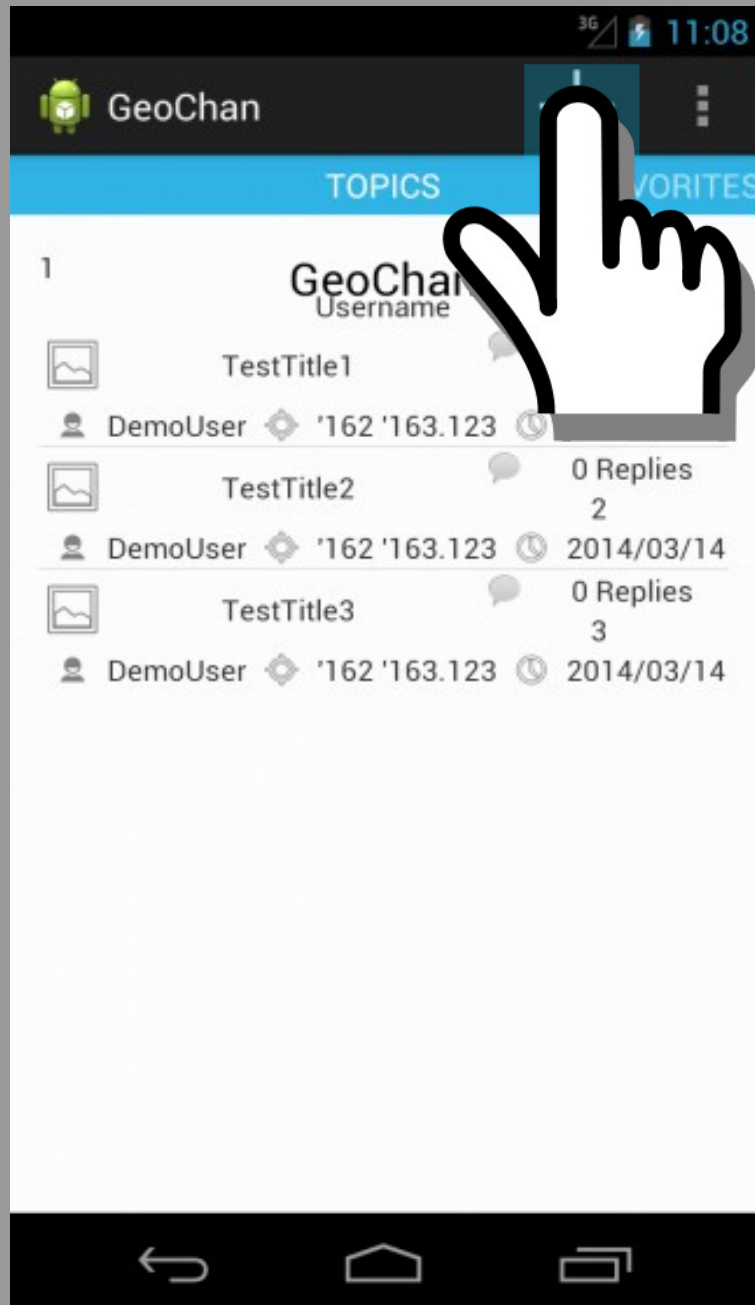 3G 11:08
GeoChan
TOPICS
1
Username
TestTitle1
DemoUser '162 '163.123
TestTitle2 0 Replies
2
DemoUser '162 '163.123 2014/03/14
TestTitle3 0 Replies
3
DemoUser '162 '163.123 2014/03/14